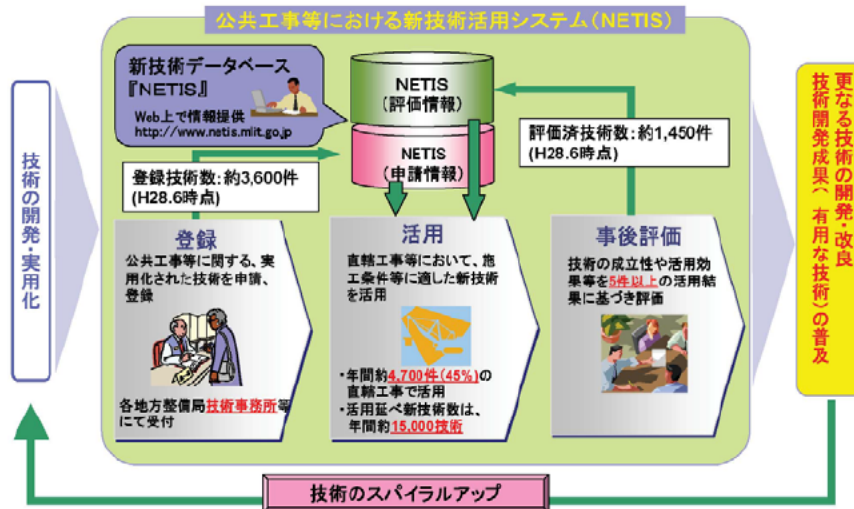 公共工事等における新技術活用システム(NETIS)
技術の開発・実用化
新技術データベース
『NETIS』
Web上で情報提供
http://www.netis.mlit.go.jp
NETIS
(評価情報)
NETIS
(申請情報)
登録技術数:約3,600件
(H28.6時点)
評価済技術数:約1,450件
(H28.6時点)
登録
公共工事等に関する、実
用化された技術を申請、
登録
各地方整備局技術事務所等
にて受付
活用
直轄工事等において、施
工条件等に適した新技術
を活用
・年間約4,700件(45%)の
直轄工事で活用
・活用延べ新技術数は、
年間約15,000技術
事後評価
技術の成立性や活用効
果等を5件以上の活用結
果に基づき評価
更なる技術の開発・改良
技術開発成果(有用な技術)の普及
技術のスパイラルアップ